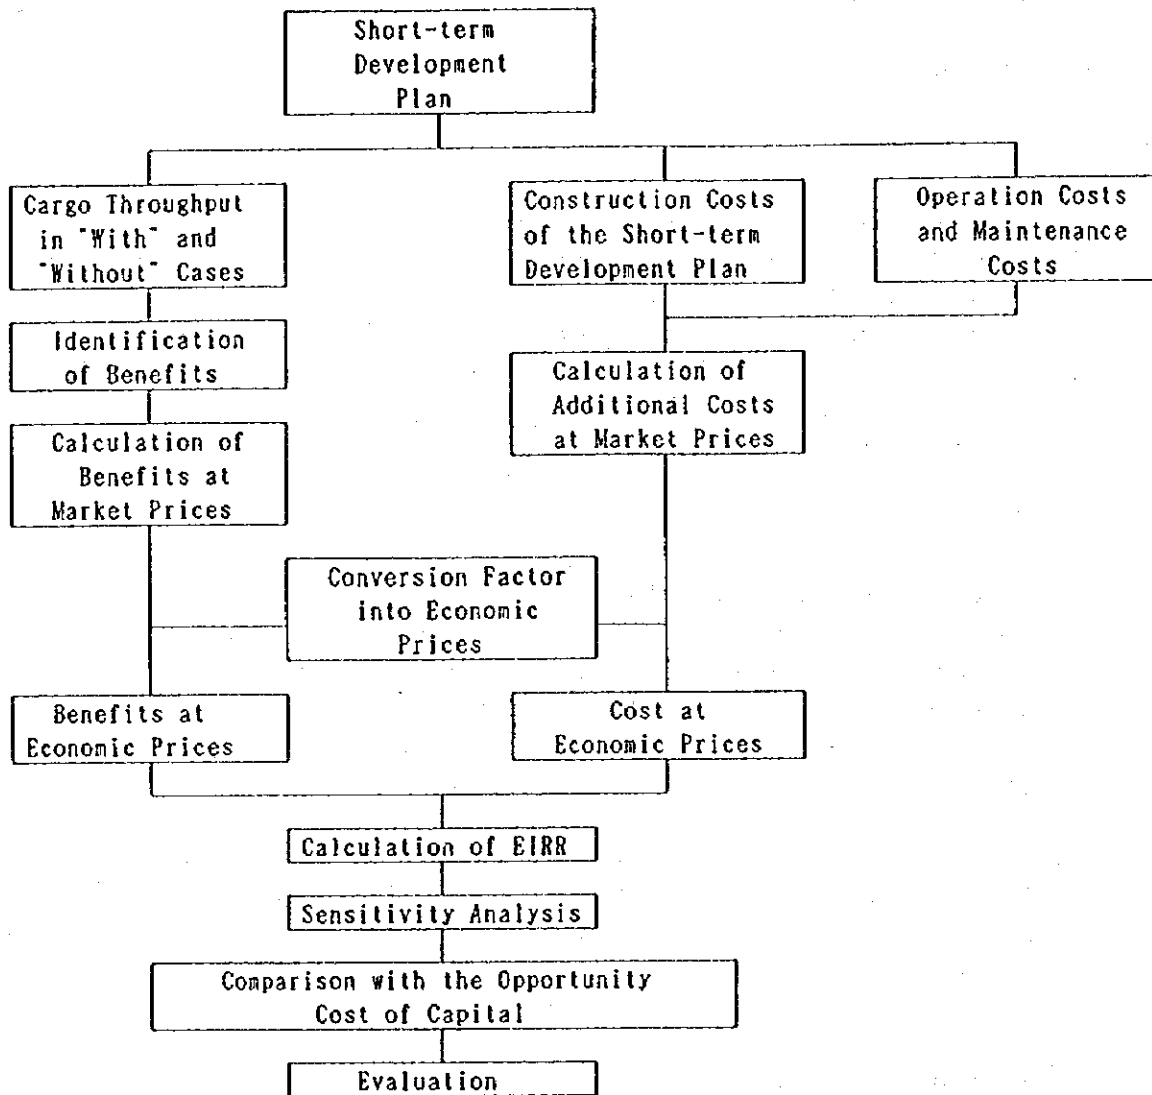 Short-term
Development
Plan
Cargo Throughput
in "With" and
"Without" Cases
Construction Costs
of the Short-term
Development Plan
Operation Costs
and Maintenance
Costs
Identification
of Benefits
Calculation of
Additional Costs
at Market Prices
Calculation of
Benefits at
Market Prices
Conversion Factor
into Economic
Prices
Benefits at
Economic Prices
Cost at
Economic Prices
Calculation of EIRR
Sensitivity Analysis
Comparison with the Opportunity
Cost of Capital
Evaluation